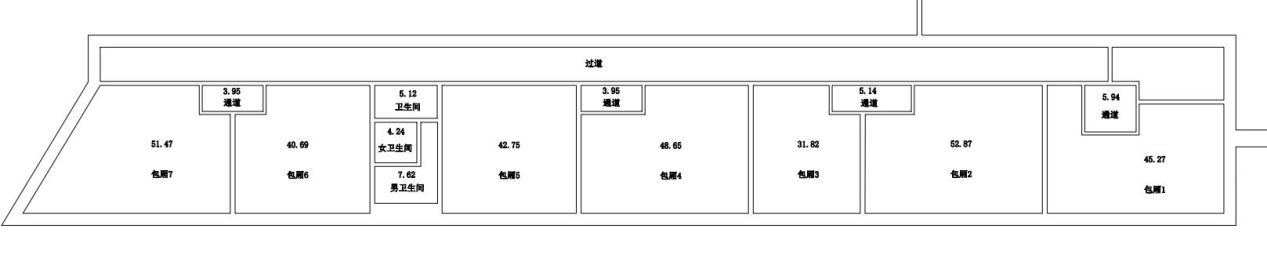 过道
3.95
通道
5.12
卫生间
3.95
通道
5.14
通道
5.94
通道
4.24
女卫生间
51.47
包厢7
40.69
包厢6
7.62
男卫生间
42.75
包厢5
48.65
包厢4
31.82
包厢3
52.87
包厢2
45.27
包厢1